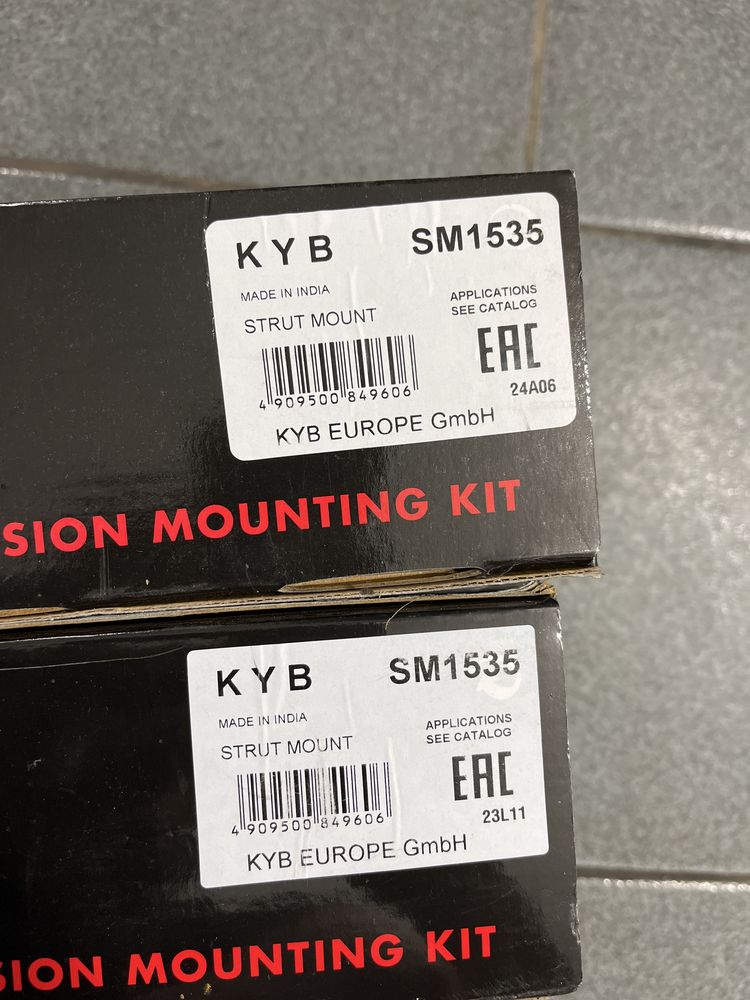 KYB SM1535
MADE IN INDIA
APPLICATIONS
SEE CATALOG
STRUT MOUNT
EAC
4 909500 849606
24A06
KYB EUROPE GmbH
SION MOUNTING KIT
KYB SM1535
MADE IN INDIA
APPLICATIONS
SEE CATALOG
STRUT MOUNT
EAC
4 909500 849606
23L11
KYB EUROPE GmbH
SION MOUNTING KIT